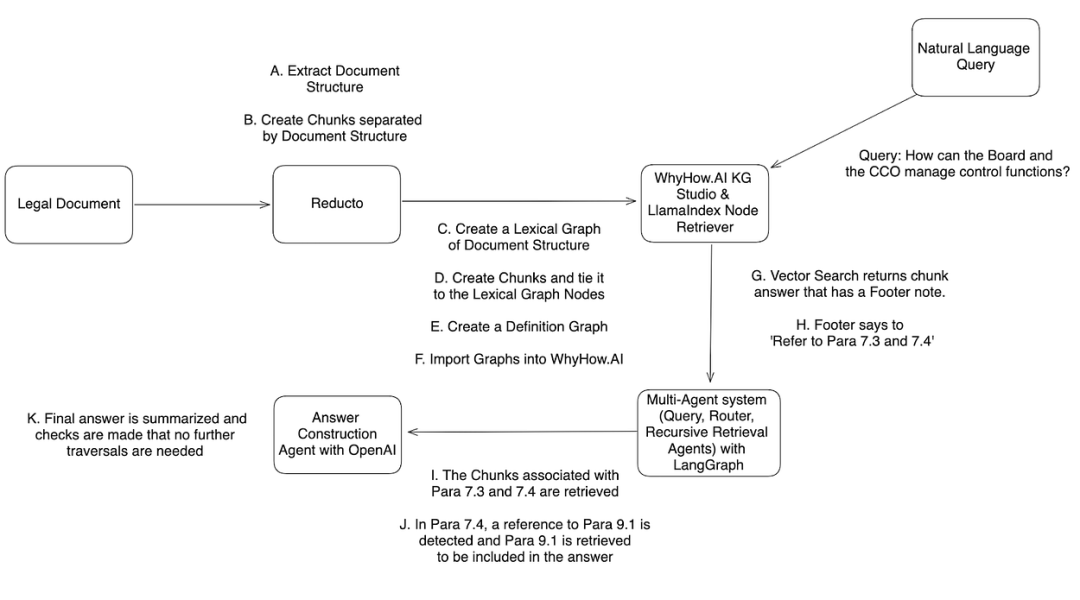 Natural Language
Query
A. Extract Document
Structure
B. Create Chunks separated
by Document Structure
Query: How can the Board and
the CCO manage control functions?
Legal Document
Reducto
WhyHow.AI KG
Studio &
LlamaIndex Node
Retriever
C. Create a Lexical Graph
of Document Structure
D. Create Chunks and tie it
to the Lexical Graph Nodes
E. Create a Definition Graph
F. Import Graphs into WhyHow.AI
G. Vector Search returns chunk
answer that has a Footer note.
H. Footer says to
'Refer to Para 7.3 and 7.4'
Multi-Agent system
(Query, Router,
Recursive Retrieval
Agents) with
LangGraph
Answer
Construction
Agent with OpenAI
K. Final answer is summarized and
checks are made that no further
traversals are needed
I. The Chunks associated with
Para 7.3 and 7.4 are retrieved
J. In Para 7.4, a reference to Para 9.1 is
detected and Para 9.1 is retrieved
to be included in the answer